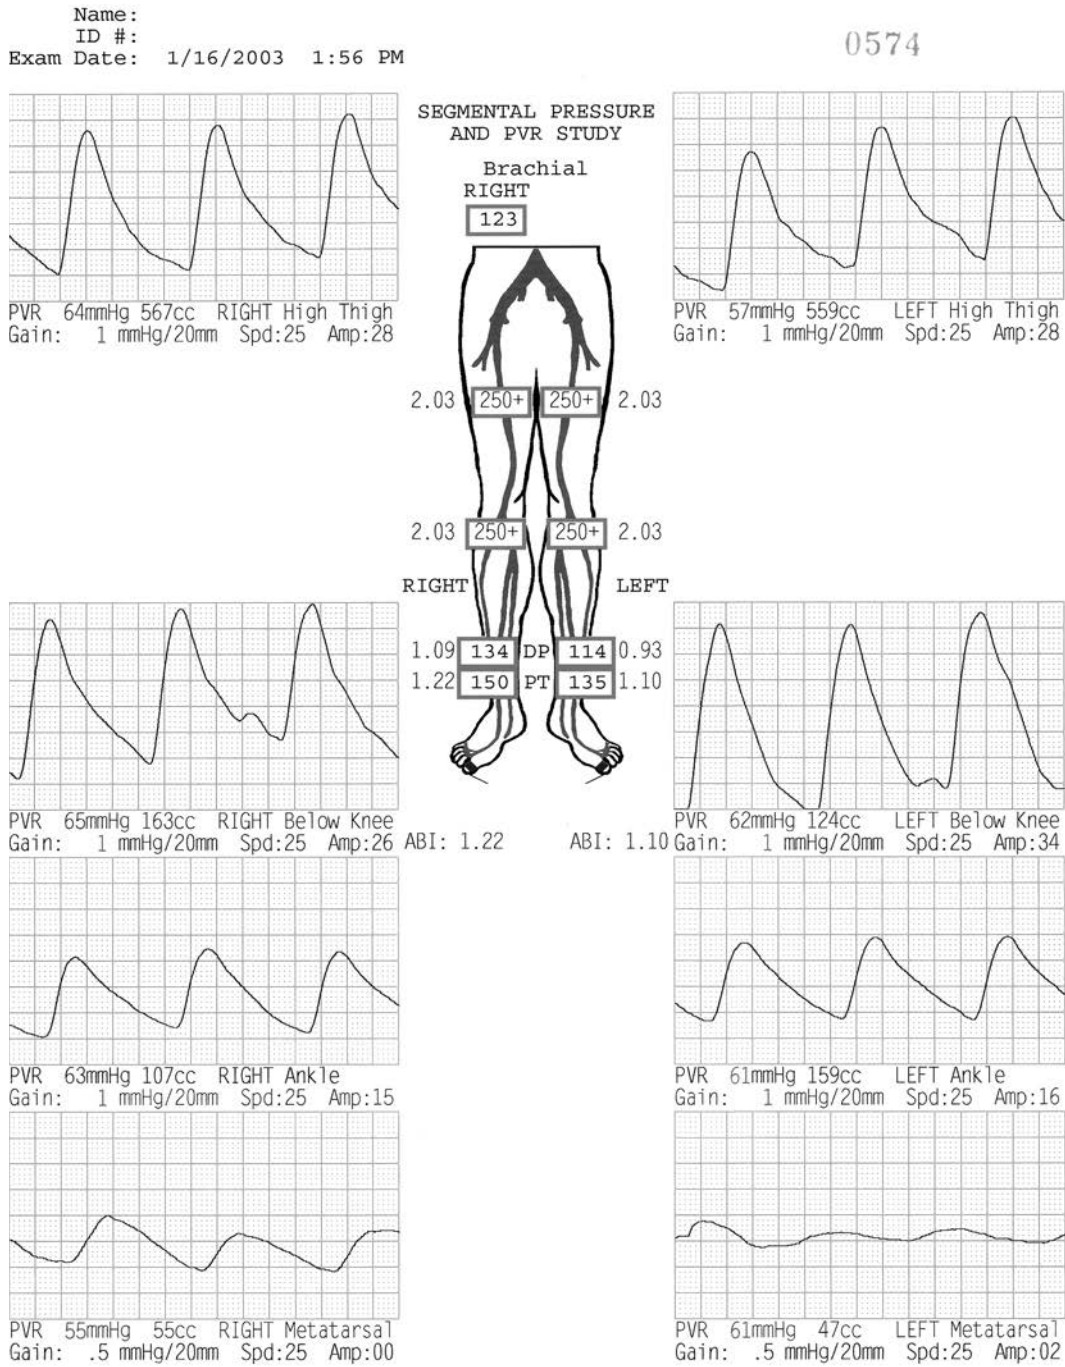 Name:
ID #:
Exam Date: 1/16/2003 1:56 PM
0574
SEGMENTAL PRESSURE
AND PVR STUDY
Brachial
RIGHT
123
PVR 64mmHg 567cc RIGHT High Thigh
Gain: 1 mmHg/20mm Spd:25 Amp:28
PVR 57mmHg 559cc LEFT High Thigh
Gain: 1 mmHg/20mm Spd:25 Amp:28
2.03 250+ 250+ 2.03
2.03 250+ 250+ 2.03
RIGHT LEFT
1.09 134 DP 114 0.93
1.22 150 PT 135 1.10
PVR 65mmHg 163cc RIGHT Below Knee
Gain: 1 mmHg/20mm Spd:25 Amp:26
ABI: 1.22 ABI: 1.10
PVR 62mmHg 124cc LEFT Below Knee
Gain: 1 mmHg/20mm Spd:25 Amp:34
PVR 63mmHg 107cc RIGHT Ankle
Gain: 1 mmHg/20mm Spd:25 Amp:15
PVR 61mmHg 159cc LEFT Ankle
Gain: 1 mmHg/20mm Spd:25 Amp:16
PVR 55mmHg 55cc RIGHT Metatarsal
Gain: .5 mmHg/20mm Spd:25 Amp:00
PVR 61mmHg 47cc LEFT Metatarsal
Gain: .5 mmHg/20mm Spd:25 Amp:02